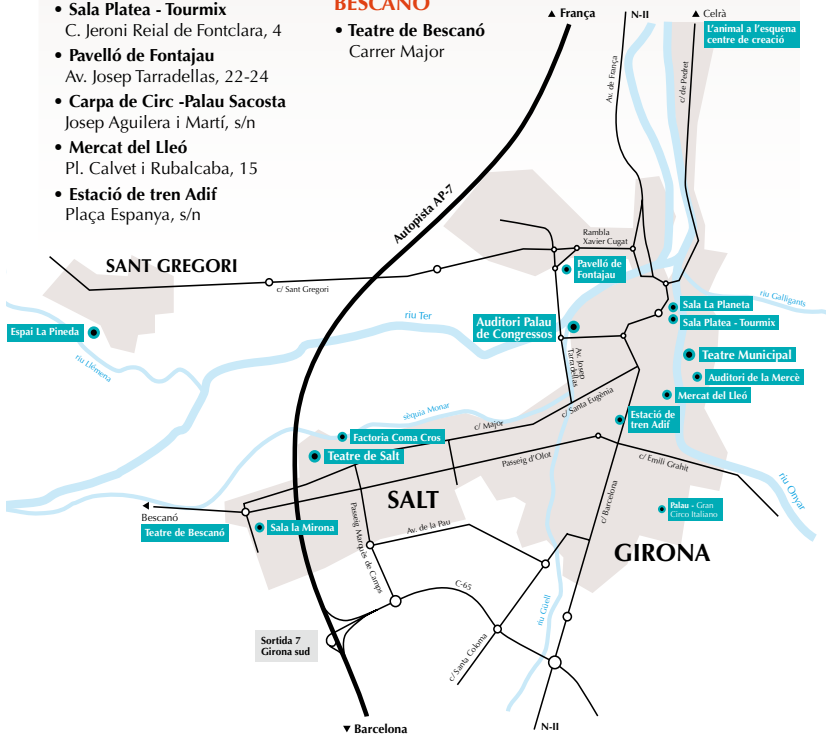 • Sala Platea - Tourmix
C. Jeroni Reial de Fontclara, 4
• Pavelló de Fontajau
Av. Josep Tarradellas, 22-24
• Carpa de Circ -Palau Sacosta
Josep Aguilera i Martí, s/n
• Mercat del Lleó
Pl. Calvet i Rubalcaba, 15
• Estació de tren Adif
Plaça Espanya, s/n
BESCANÓ
• Teatre de Bescanó
Carrer Major
▲ França
N-II
▲ Celrà
L'animal a l'esquena
centre de creació
Av. de França
c/ de Pedret
Autopista AP-7
Rambla
Xavier Cugat
SANT GREGORI
c/ Sant Gregori
Pavelló de
Fontajau
riu Galligants
Sala La Planeta
Sala Platea - Tourmix
riu Ter
Auditori Palau
de Congressos
Espai La Pineda
riu Llémena
Av. Josep
Tarradellas
Teatre Municipal
Auditori de la Mercè
Mercat del Lleó
c/ Santa Eugènia
sèquia Monar
c/ Major
Estació de
tren Adif
Factoria Coma Cros
Teatre de Salt
Passeig d'Olot
c/ Emili Grahit
riu Onyar
SALT
c/ Barcelona
Bescanó
Teatre de Bescanó
Sala la Mirona
Passeig Marquès de Camps
Av. de la Pau
Palau - Gran
Circo Italiano
GIRONA
C-65
riu Güell
Sortida 7
Girona sud
c/ Santa Coloma
▼ Barcelona
N-II